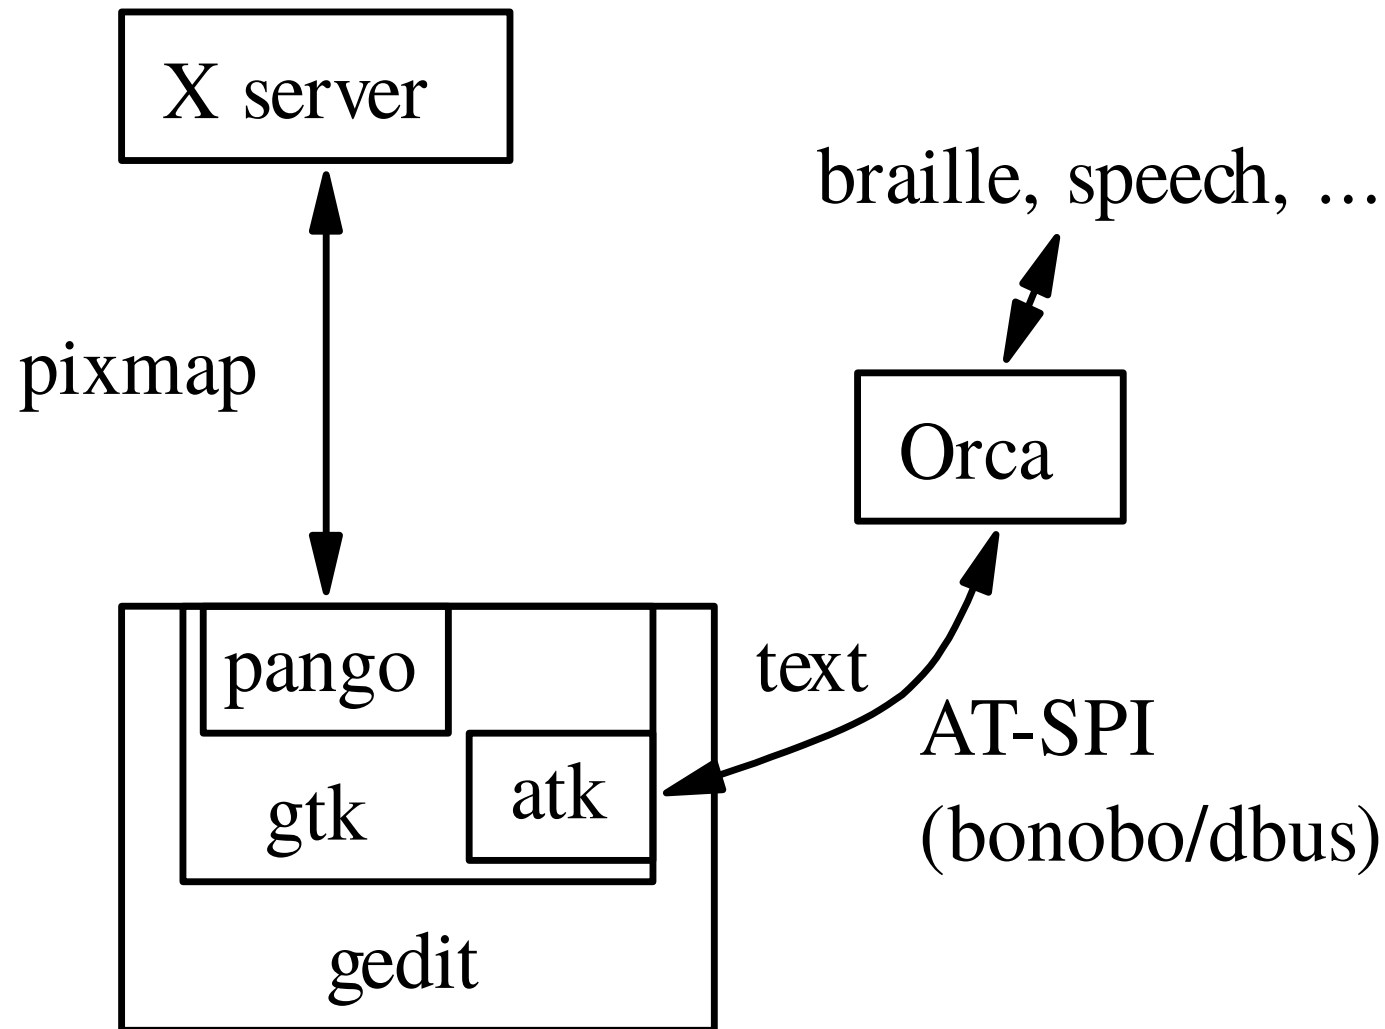 X server
braille, speech, ...
pixmap
Orca
pango
text
AT-SPI
atk
gtk
(bonobo/dbus)
gedit